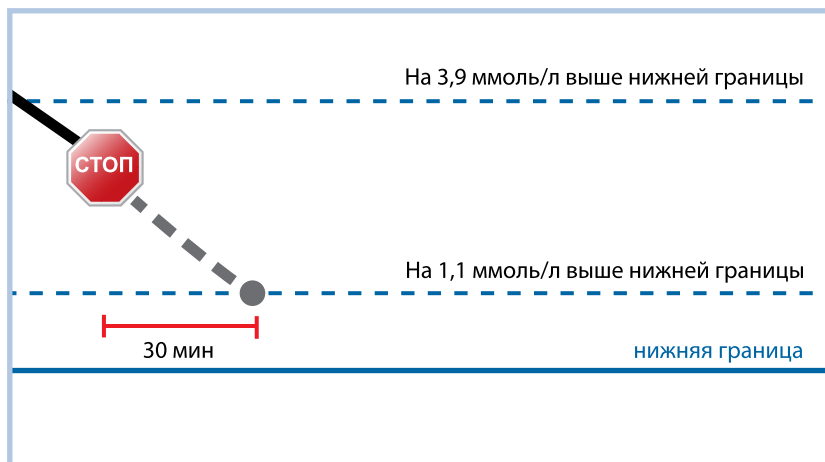 На 3,9 ммоль/л выше нижней границы
СТОП
На 1,1 ммоль/л выше нижней границы
30 мин
нижняя граница